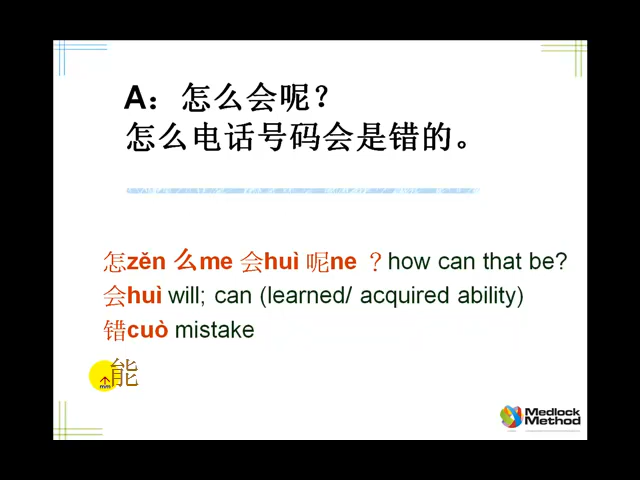 A：怎么会呢？
怎么电话号码会是错的。
怎zěn 么me 会huì 呢ne ？how can that be?
会huì will; can (learned/ acquired ability)
错cuò mistake
能
Medlock
Method